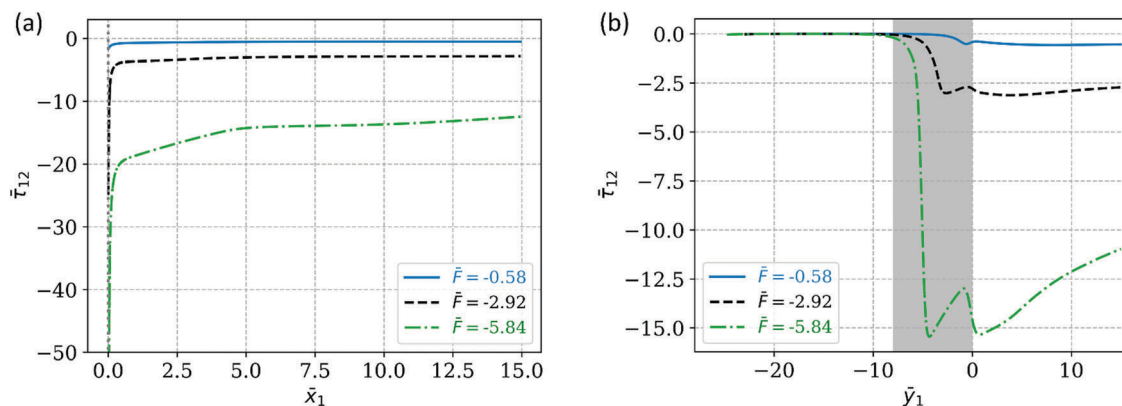 (a)
0
−10
−20
−30
−40
−50
τ̄₁₂
0.0 2.5 5.0 7.5 10.0 12.5 15.0
x̄₁
F̄ = -0.58
F̄ = -2.92
F̄ = -5.84
(b)
0.0
−2.5
−5.0
−7.5
−10.0
−12.5
−15.0
τ̄₁₂
−20 −10 0 10
ȳ₁
F̄ = -0.58
F̄ = -2.92
F̄ = -5.84